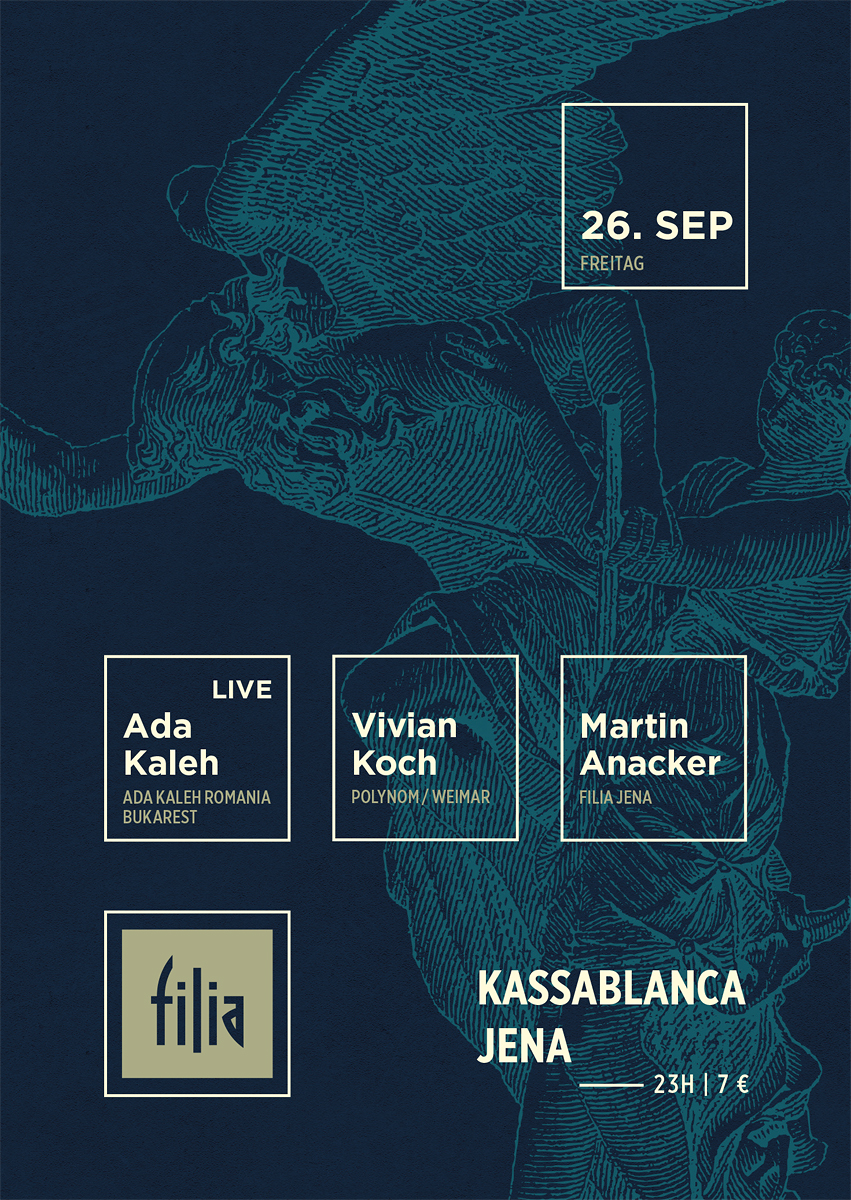 26. SEP
FREITAG
LIVE
Ada
Kaleh
ADA KALEH ROMANIA
BUKAREST
Vivian
Koch
POLYNOM / WEIMAR
Martin
Anacker
FILIA JENA
filia
KASSABLANCA
JENA
23H | 7 €